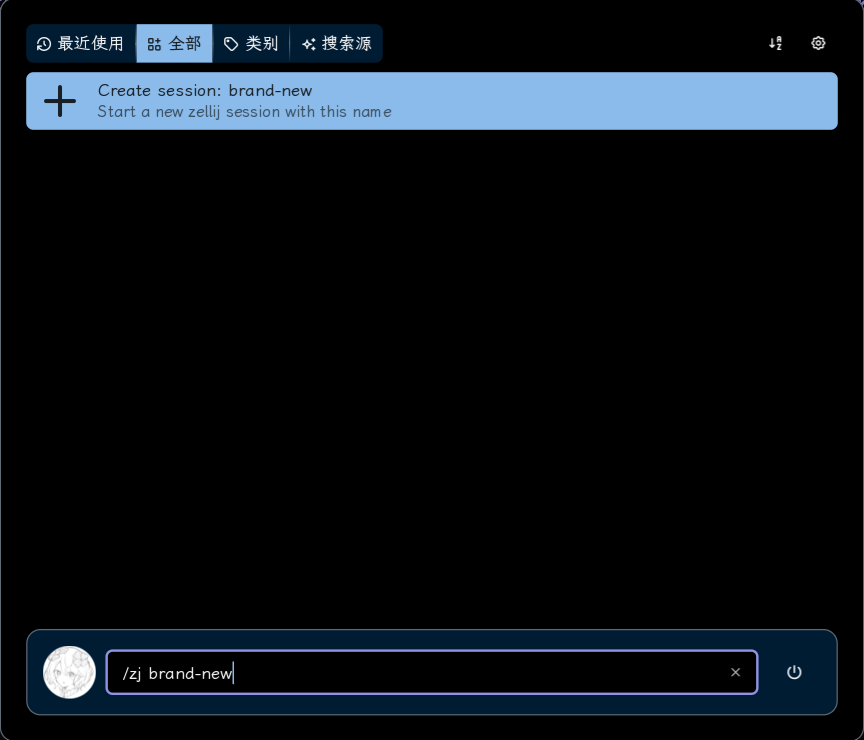 最近使用 全部 类别 搜索源
Create session: brand-new
Start a new zellij session with this name
/zj brand-new